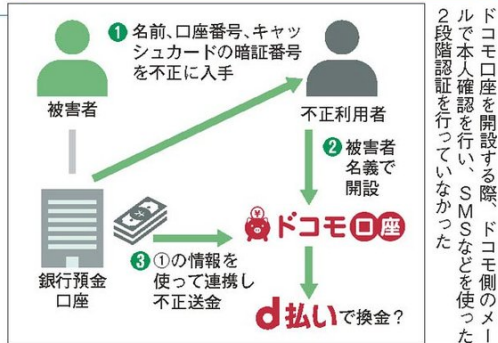 ドコモ口座を開設する際、ドコモ側のメー
ルで本人確認を行い、SMSなどを使った
2段階認証を行っていなかった
❶名前、口座番号、キャッ
シュカードの暗証番号
を不正に入手
被害者
不正利用者
❷被害者
名義で
開設
ドコモ口座
銀行預金
口座
❸①の情報を
使って連携し
不正送金
d払いで換金?